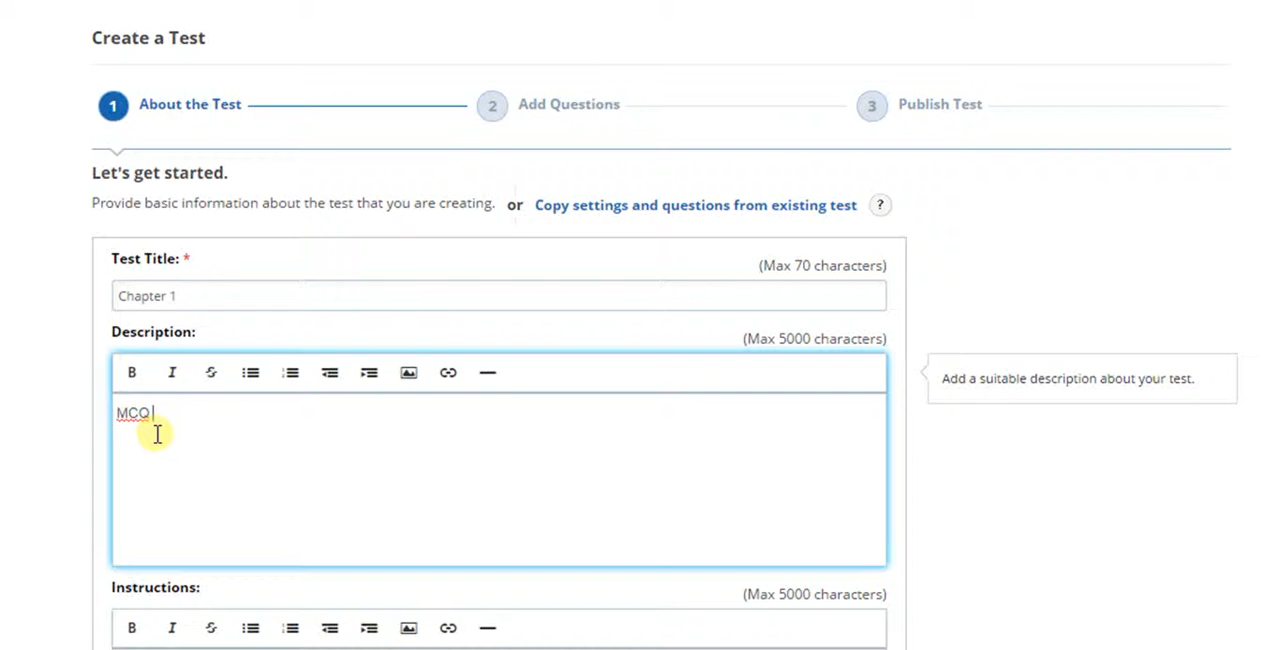 Create a Test
1 About the Test 2 Add Questions 3 Publish Test
Let's get started.
Provide basic information about the test that you are creating. or Copy settings and questions from existing test ?
Test Title: * (Max 70 characters)
Chapter 1
Description: (Max 5000 characters)
B I S
Add a suitable description about your test.
MCQ
Instructions: (Max 5000 characters)
B I S